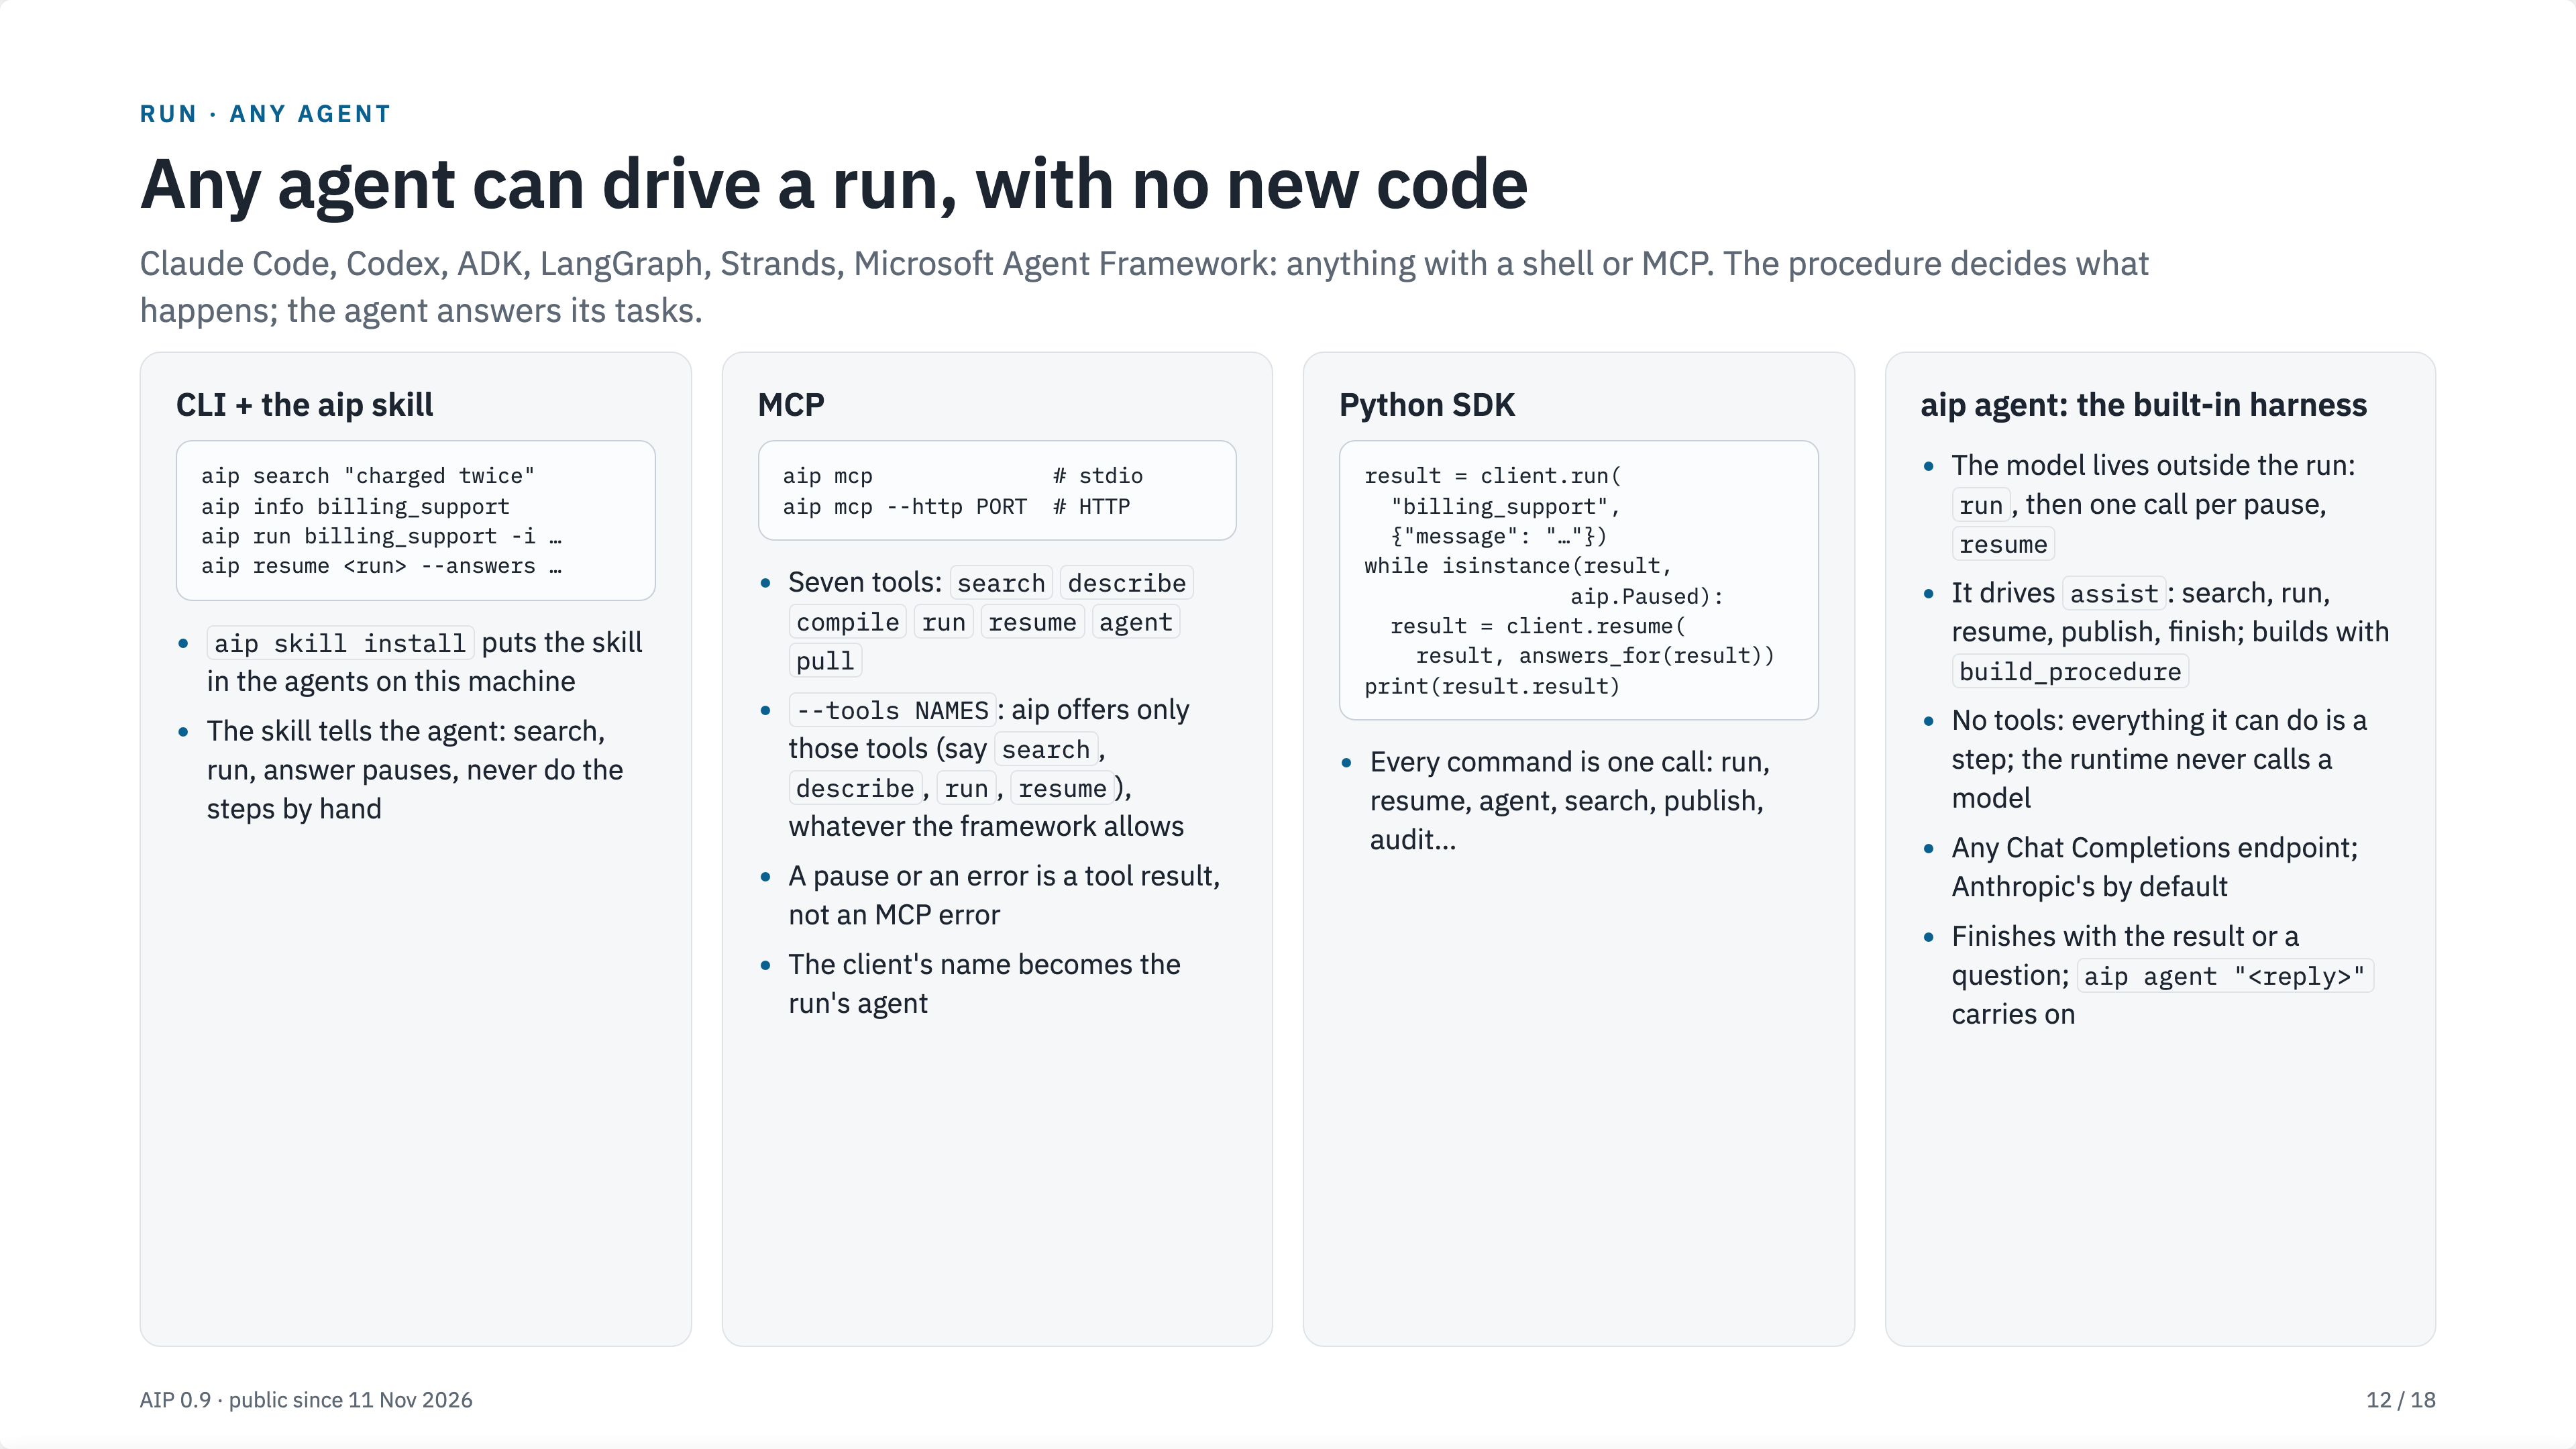 RUN · ANY AGENT
Any agent can drive a run, with no new code
Claude Code, Codex, ADK, LangGraph, Strands, Microsoft Agent Framework: anything with a shell or MCP. The procedure decides what
happens; the agent answers its tasks.
CLI + the aip skill
aip search "charged twice"
aip info billing_support
aip run billing_support -i …
aip resume <run> --answers …
• aip skill install puts the skill
in the agents on this machine
• The skill tells the agent: search,
run, answer pauses, never do the
steps by hand
MCP
aip mcp              # stdio
aip mcp --http PORT  # HTTP
• Seven tools: search describe
compile run resume agent
pull
• --tools NAMES: aip offers only
those tools (say search,
describe, run, resume),
whatever the framework allows
• A pause or an error is a tool result,
not an MCP error
• The client's name becomes the
run's agent
Python SDK
result = client.run(
  "billing_support",
  {"message": "…"})
while isinstance(result,
                aip.Paused):
  result = client.resume(
    result, answers_for(result))
print(result.result)
• Every command is one call: run,
resume, agent, search, publish,
audit…
aip agent: the built-in harness
• The model lives outside the run:
run, then one call per pause,
resume
• It drives assist: search, run,
resume, publish, finish; builds with
build_procedure
• No tools: everything it can do is a
step; the runtime never calls a
model
• Any Chat Completions endpoint;
Anthropic's by default
• Finishes with the result or a
question; aip agent "<reply>"
carries on
AIP 0.9 · public since 11 Nov 2026
12 / 18